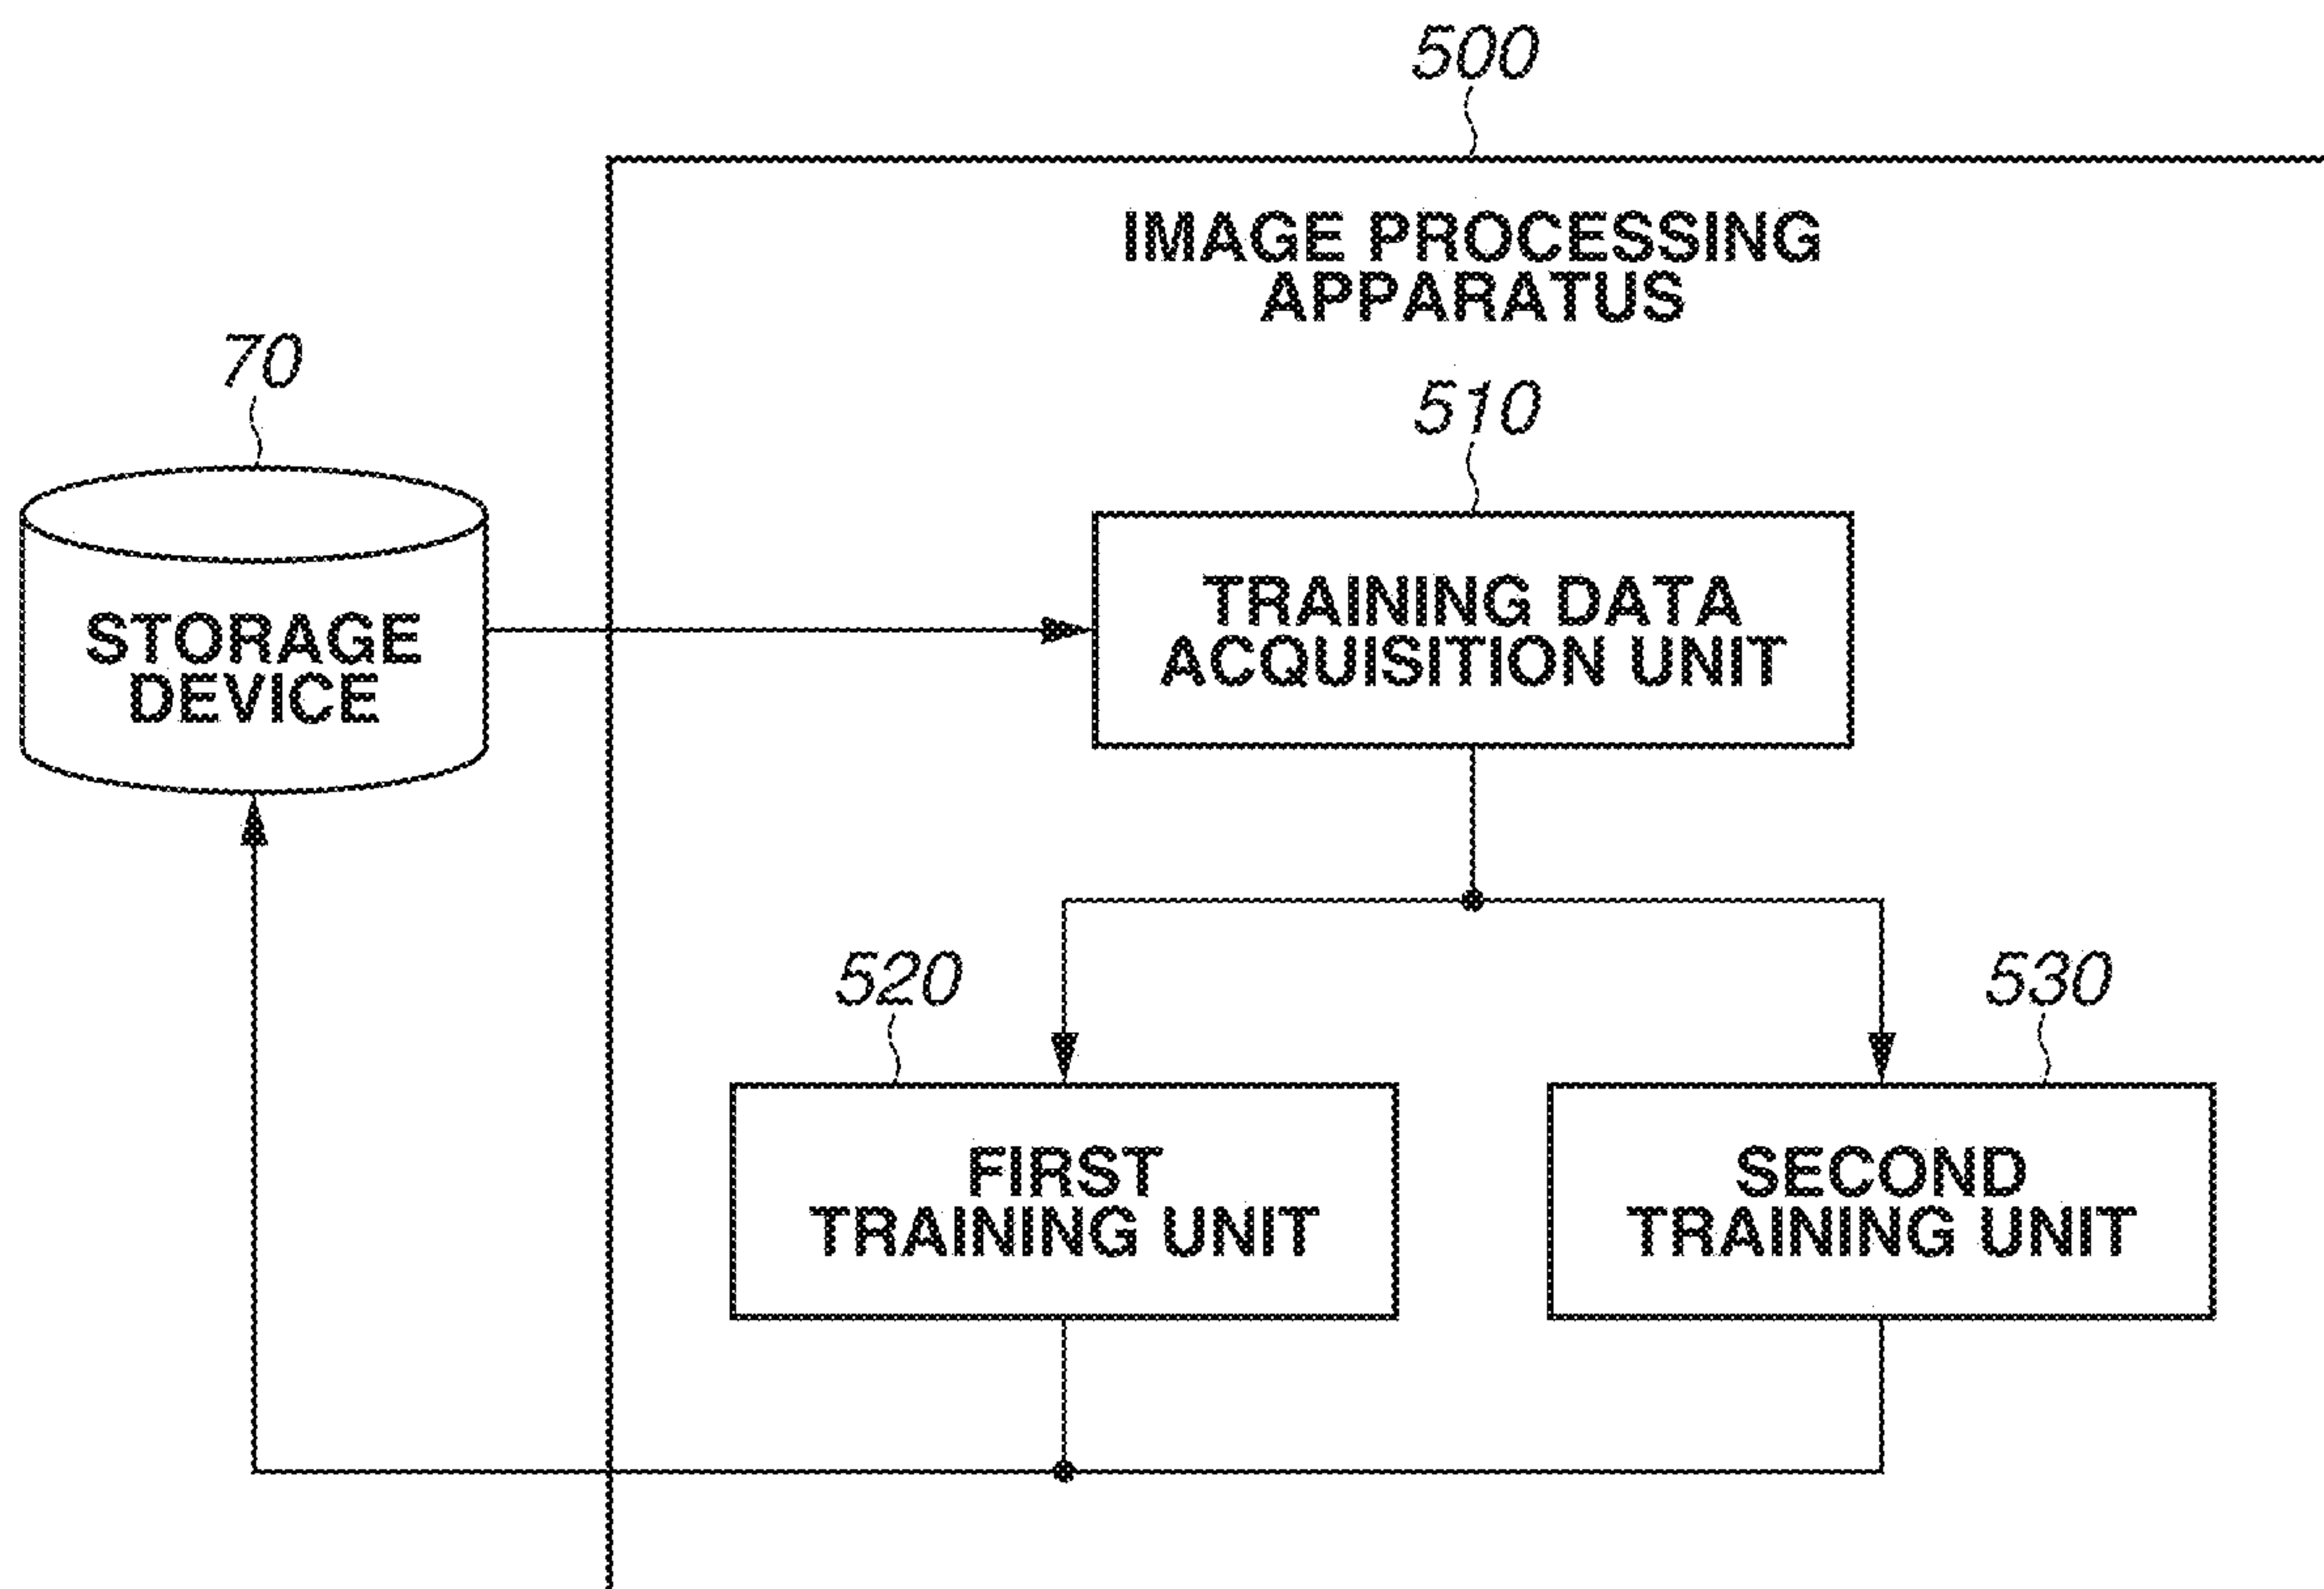 500
IMAGE PROCESSING
APPARATUS
70
510
STORAGE
DEVICE
TRAINING DATA
ACQUISITION UNIT
520
530
FIRST
TRAINING UNIT
SECOND
TRAINING UNIT